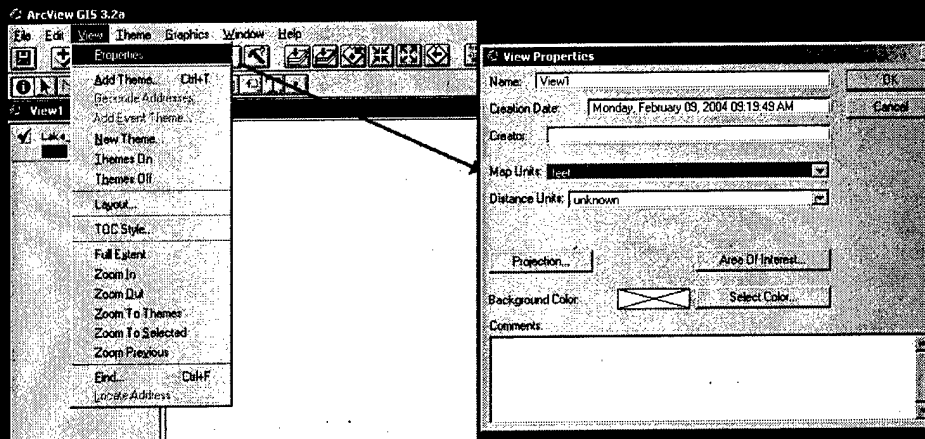 ArcView GIS 3.2a
File Edit View Theme Graphics Window Help
Properties...
Add Theme... Ctrl+T
Geocode Addresses...
Add Event Theme...
New Theme...
Themes On
Themes Off
Layout...
TOC Style...
Full Extent
Zoom In
Zoom Out
Zoom To Themes
Zoom To Selected
Zoom Previous
Find... Ctrl+F
Locate Address...
View1
View Properties
Name: View1
OK
Creation Date: Monday, February 09, 2004 09:19:49 AM
Cancel
Creator:
Map Units: feet
Distance Units: unknown
Projection...
Area Of Interest...
Background Color:
Select Color...
Comments: